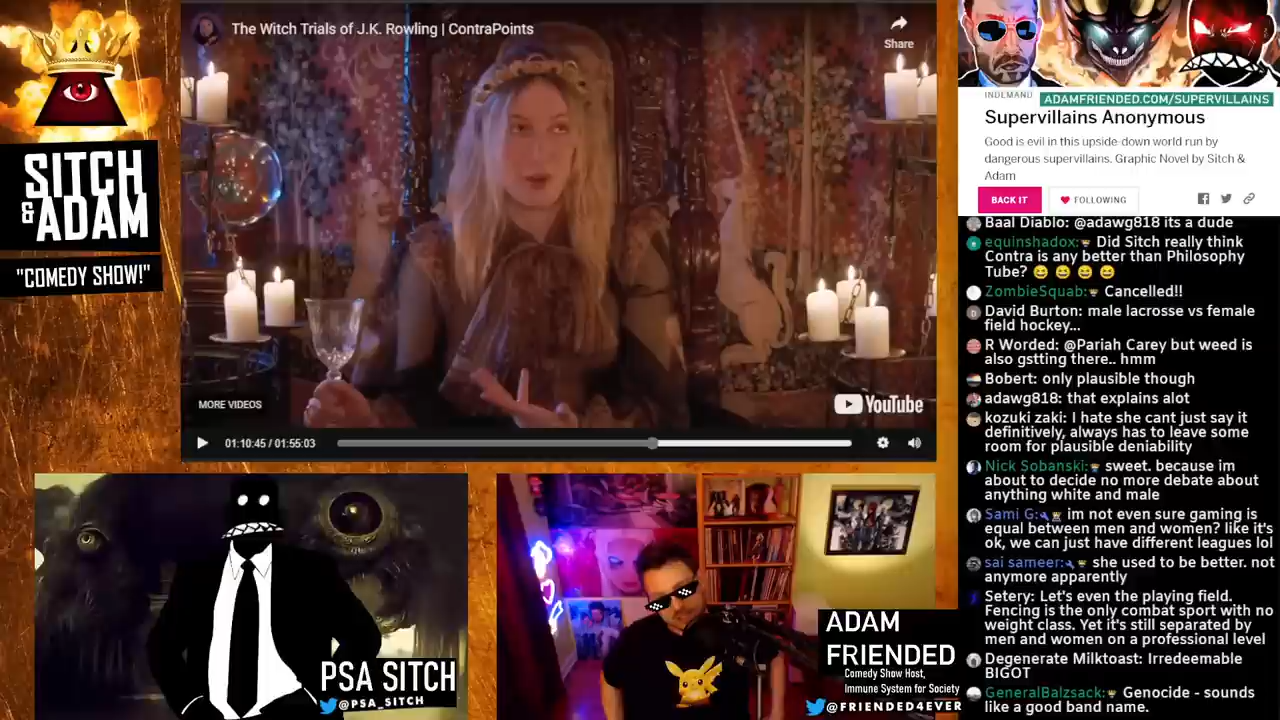 The Witch Trials of J.K. Rowling | ContraPoints
Share
MORE VIDEOS
YouTube
01:10:45 / 01:55:03
SITCH
& ADAM
"COMEDY SHOW!"
PSA SITCH
@PSA_SITCH
ADAM
FRIENDED
Comedy Show Host,
Immune System for Society
@FRIENDED4EVER
INDEMAND
ADAMFRIENDED.COM/SUPERVILLAINS
Supervillains Anonymous
Good is evil in this upside-down world run by
dangerous supervillains. Graphic Novel by Sitch &
Adam
BACK IT
FOLLOWING
Baal Diablo: @adawg818 its a dude
equinshadox: Did Sitch really think
Contra is any better than Philosophy
Tube? 😆 😆 😆 😆
ZombieSquab: Cancelled!!
D
David Burton: male lacrosse vs female
field hockey...
R Worded: @Pariah Carey but weed is
also gstting there.. hmm
Bobert: only plausible though
adawg818: that explains alot
kozuki zaki: I hate she cant just say it
definitively, always has to leave some
room for plausible deniability
Nick Sobanski: sweet. because im
about to decide no more debate about
anything white and male
Sami G: im not even sure gaming is
equal between men and women? like it's
ok, we can just have different leagues lol
sai sameer: she used to be better. not
anymore apparently
Setery: Let's even the playing field.
Fencing is the only combat sport with no
weight class. Yet it's still separated by
men and women on a professional level
Degenerate Milktoast: Irredeemable
BIGOT
GeneralBalzsack: Genocide - sounds
like a good band name.